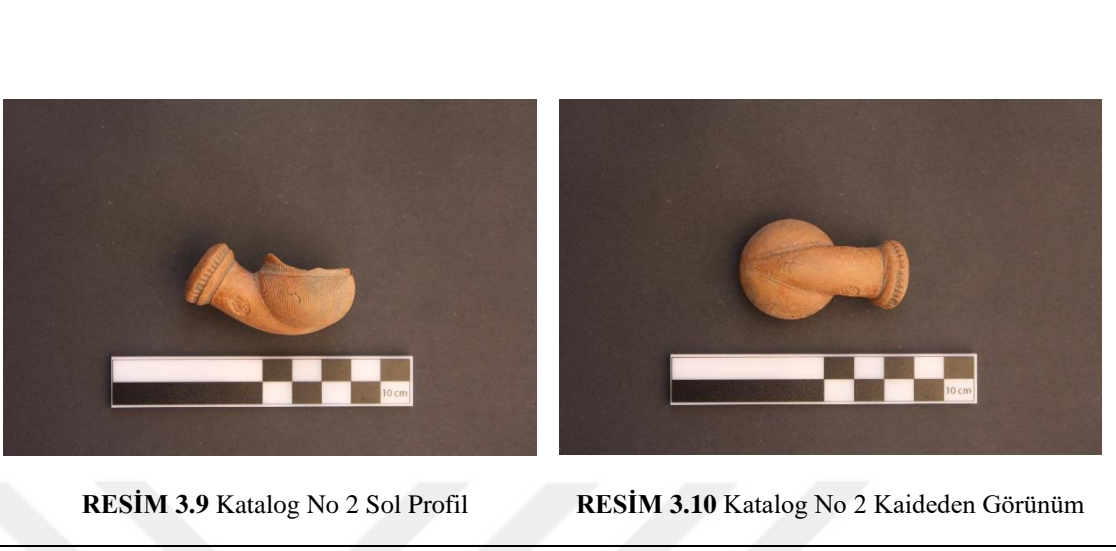 10 cm
10 cm
RESİM 3.9 Katalog No 2 Sol Profil
RESİM 3.10 Katalog No 2 Kaideden Görünüm